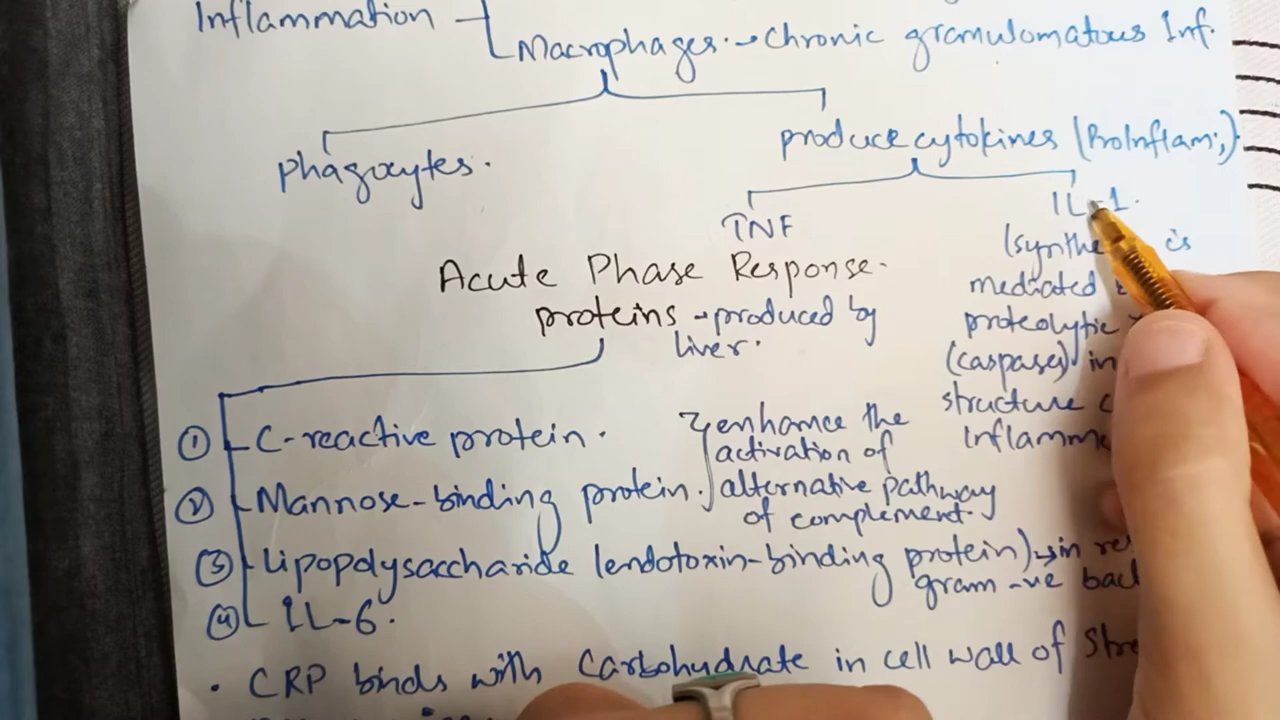 Inflammation
Macrophages. → Chronic granulomatous Inf.
Phagocytes.
produce cytokines (ProInflam;)
TNF
IL-1.
(synthe is
mediated
proteolytic
(caspases) in
structure
Inflamm
Acute Phase Response.
proteins → produced by
liver.
① C-reactive protein.
② Mannose-binding protein.
enhance the
activation of
alternative pathway
of complement
③ Lipopolysaccharide (endotoxin-binding protein) → in re
gram -ve bac
④ IL-6.
• CRP binds with Carbohydrate in cell wall of Stre